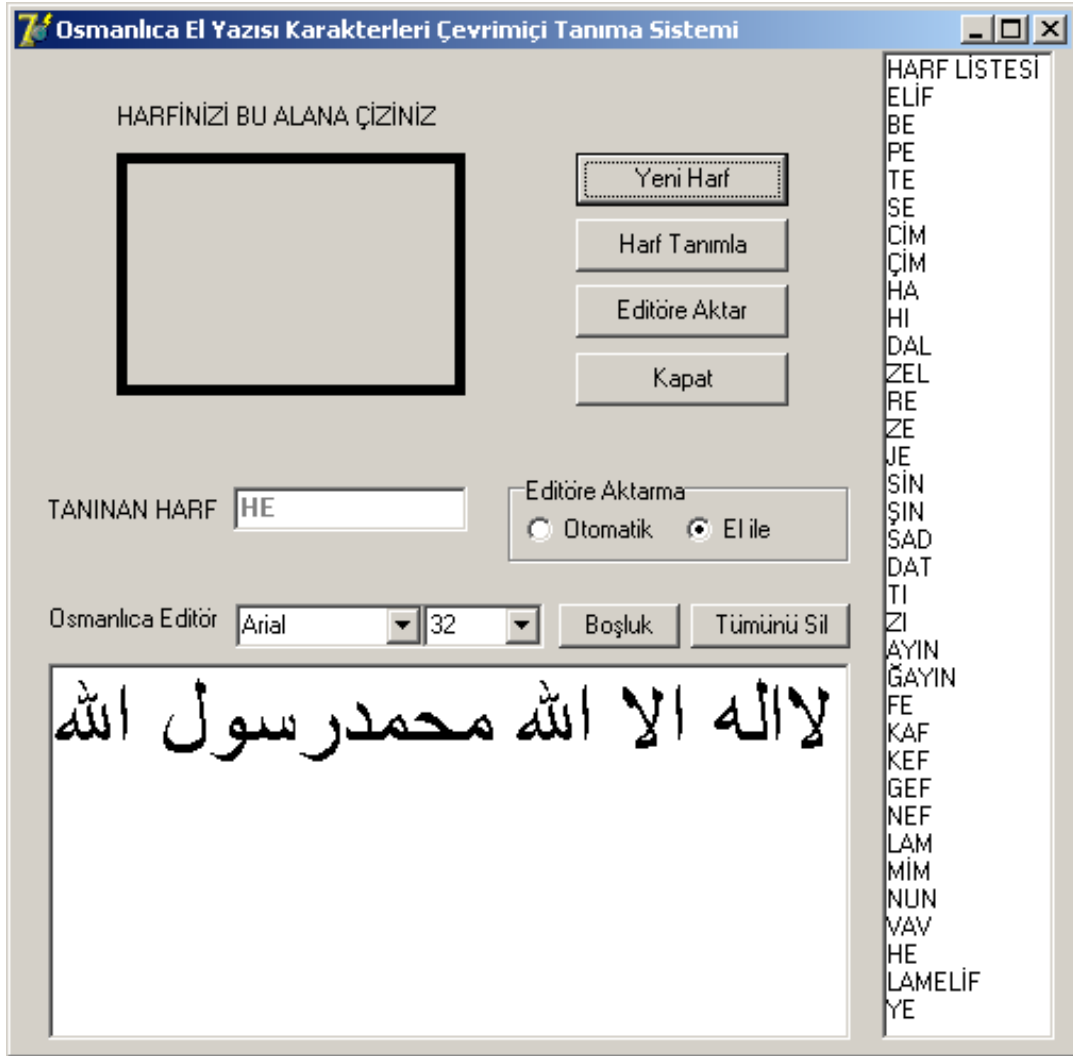 Osmanlıca El Yazısı Karakterleri Çevrimiçi Tanıma Sistemi
HARFİNİZİ BU ALANA ÇİZİNİZ
Yeni Harf
Harf Tanımla
Editöre Aktar
Kapat
TANINAN HARF HE
Editöre Aktarma
Otomatik El ile
Osmanlıca Editör Arial 32 Boşluk Tümünü Sil
لااله الا الله محمدرسول الله
HARF LİSTESİ
ELİF
BE
PE
TE
SE
CİM
ÇİM
HA
HI
DAL
ZEL
RE
ZE
JE
SİN
ŞIN
SAD
DAT
TI
ZI
AYIN
ĞAYIN
FE
KAF
KEF
GEF
NEF
LAM
MİM
NUN
VAV
HE
LAMELİF
YE